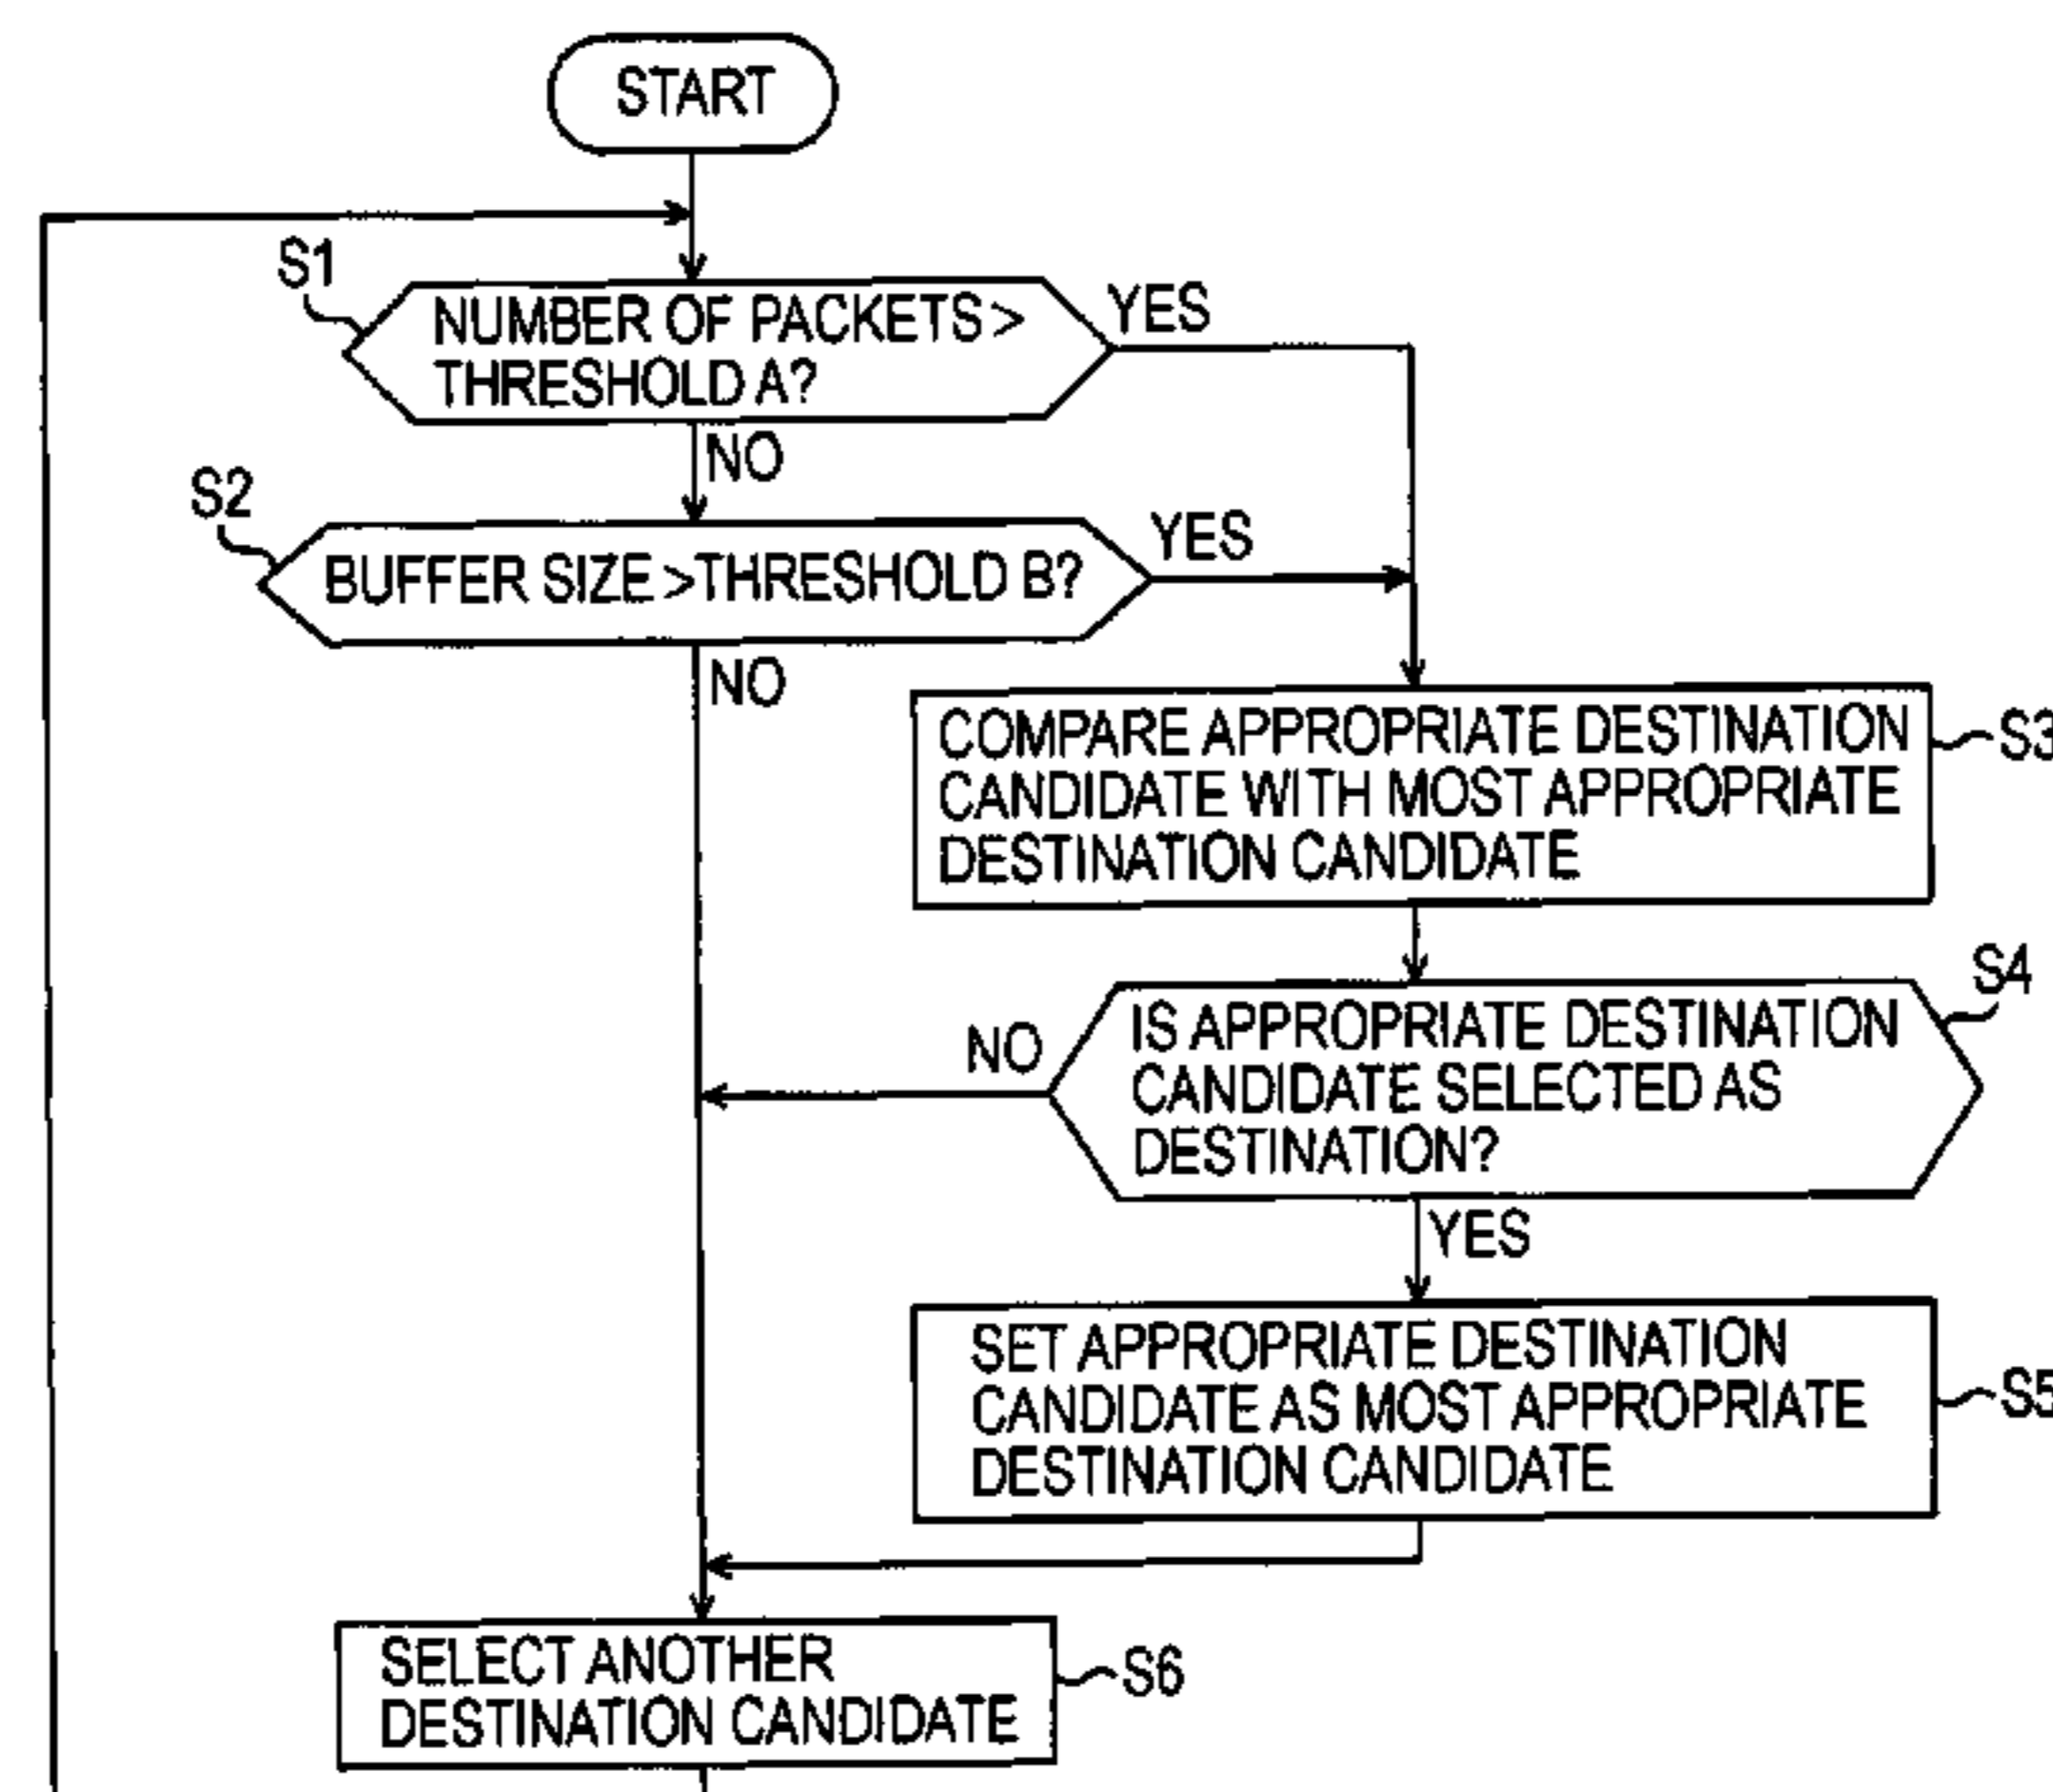 START
S1
NUMBER OF PACKETS >
THRESHOLD A?
YES
NO
S2
BUFFER SIZE >THRESHOLD B?
YES
NO
COMPARE APPROPRIATE DESTINATION
CANDIDATE WITH MOST APPROPRIATE
DESTINATION CANDIDATE
S3
S4
IS APPROPRIATE DESTINATION
CANDIDATE SELECTED AS
DESTINATION?
NO
YES
SET APPROPRIATE DESTINATION
CANDIDATE AS MOST APPROPRIATE
DESTINATION CANDIDATE
S5
SELECT ANOTHER
DESTINATION CANDIDATE
S6